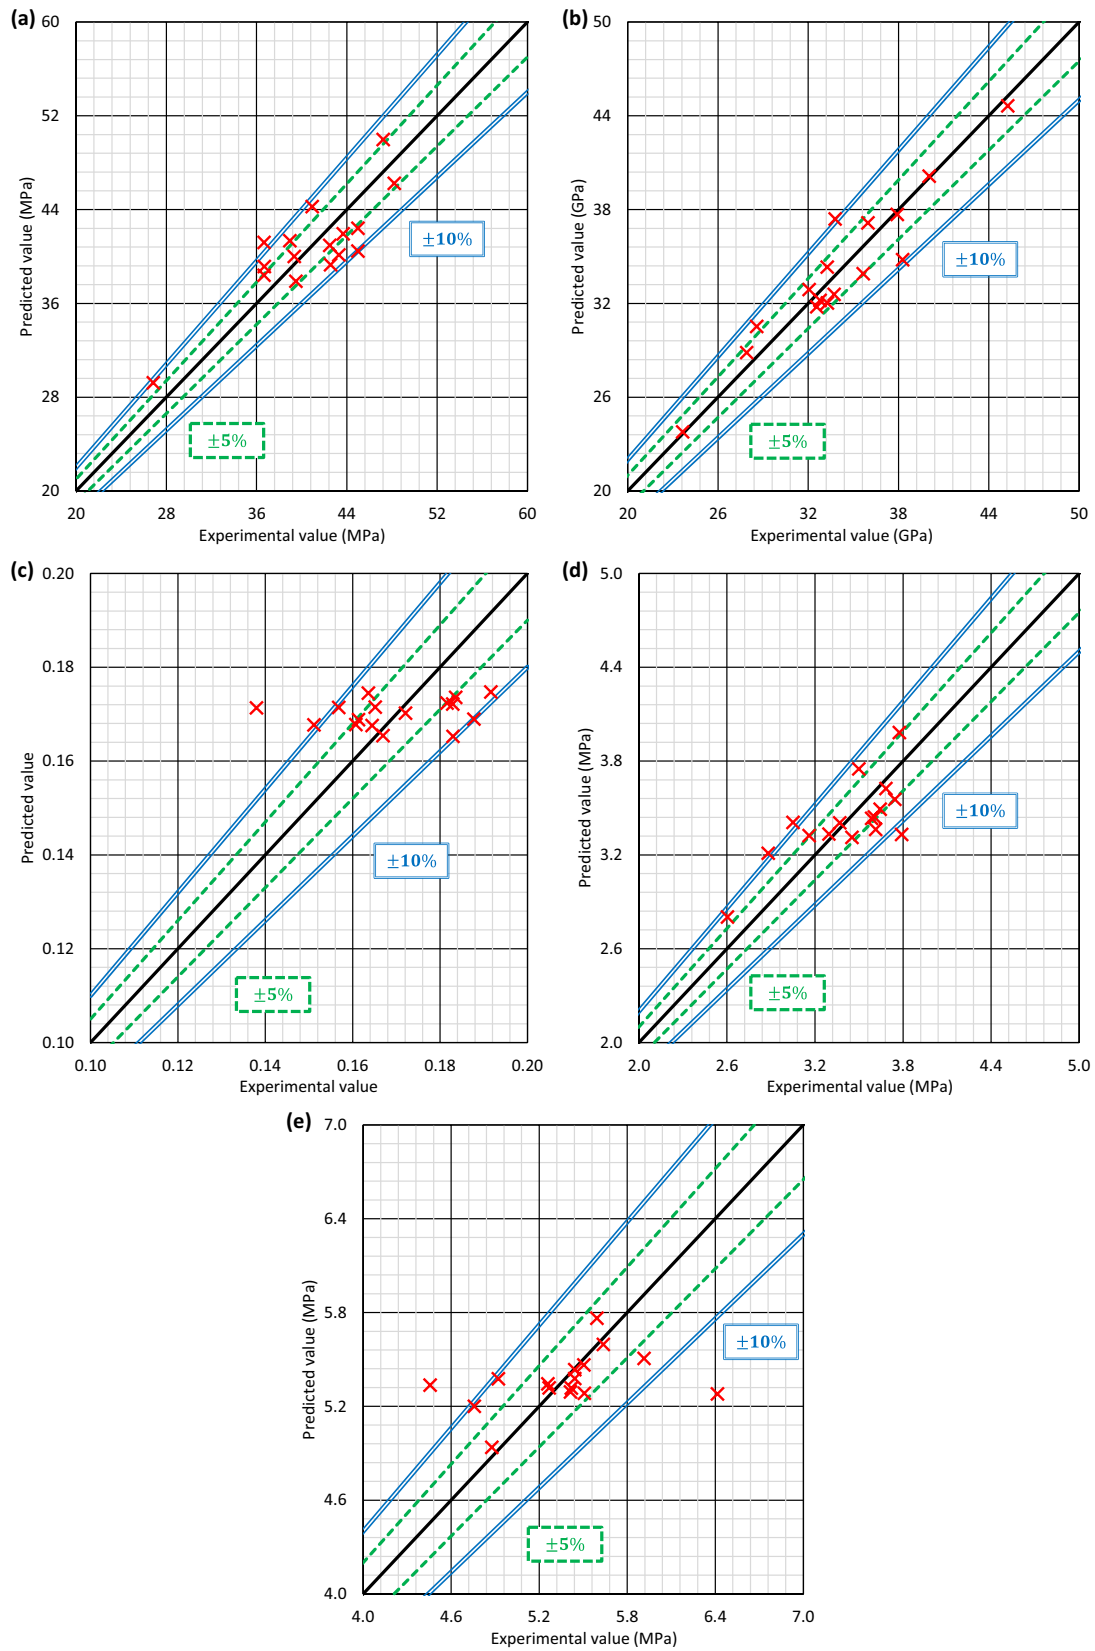 (a)
60
52
44
36
28
20
Predicted value (MPa)
±10%
±5%
20 28 36 44 52 60
Experimental value (MPa)
(b)
50
44
38
32
26
20
Predicted value (GPa)
±10%
±5%
20 26 32 38 44 50
Experimental value (GPa)
(c)
0.20
0.18
0.16
0.14
0.12
0.10
Predicted value
±10%
±5%
0.10 0.12 0.14 0.16 0.18 0.20
Experimental value
(d)
5.0
4.4
3.8
3.2
2.6
2.0
Predicted value (MPa)
±10%
±5%
2.0 2.6 3.2 3.8 4.4 5.0
Experimental value (MPa)
(e)
7.0
6.4
5.8
5.2
4.6
4.0
Predicted value (MPa)
±10%
±5%
4.0 4.6 5.2 5.8 6.4 7.0
Experimental value (MPa)